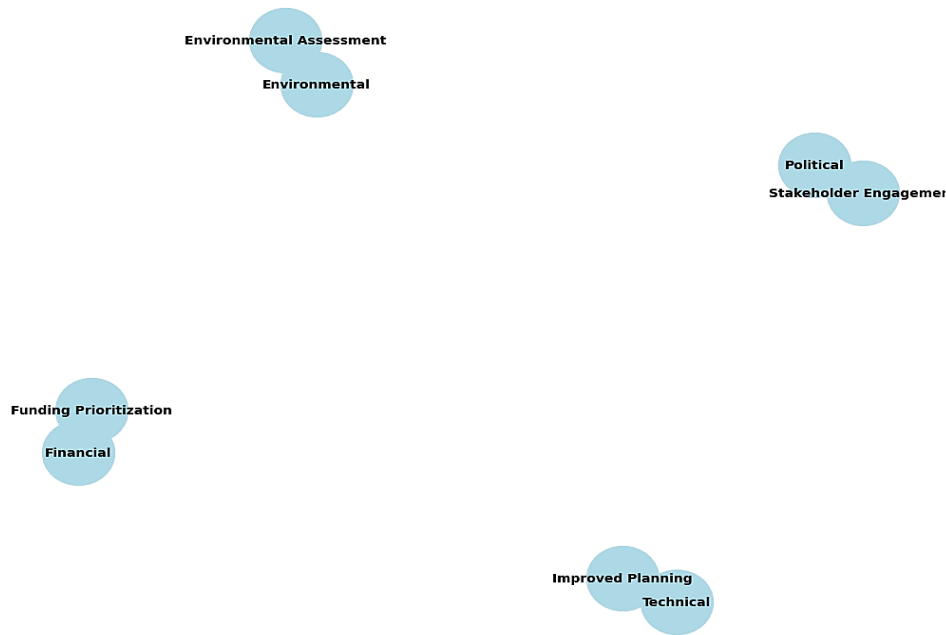 Environmental Assessment
Environmental
Political
Stakeholder Engagemen
Funding Prioritization
Financial
Improved Planning
Technical